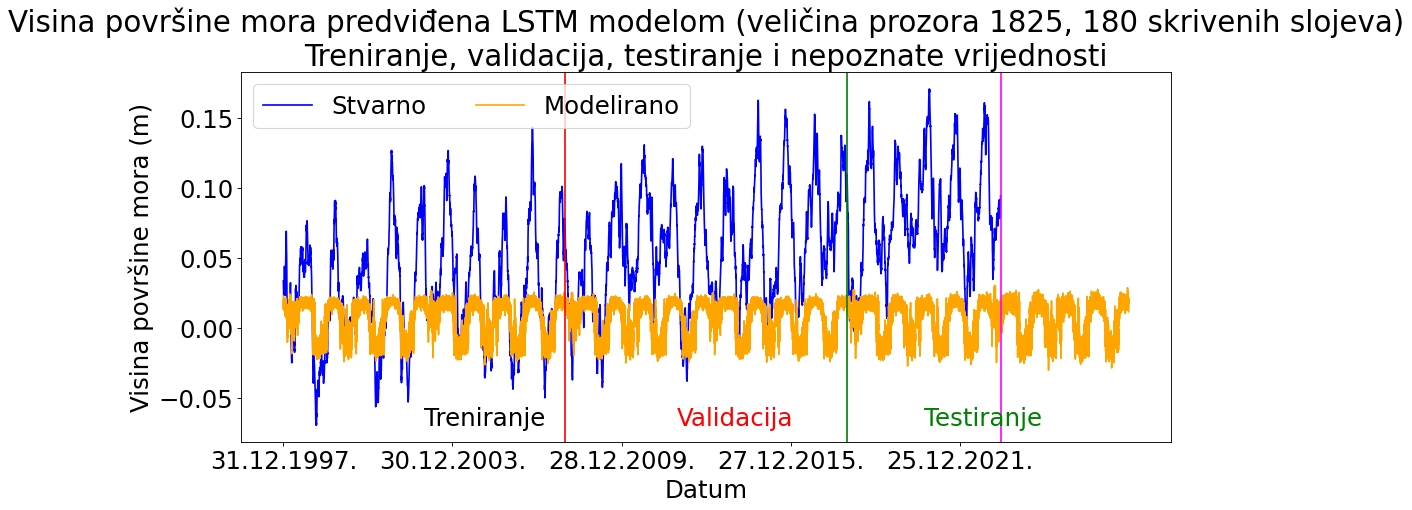 Visina površine mora predviđena LSTM modelom (veličina prozora 1825, 180 skrivenih slojeva)
Treniranje, validacija, testiranje i nepoznate vrijednosti
Stvarno
Modelirano
Visina površine mora (m)
0.15
0.10
0.05
0.00
−0.05
Treniranje
Validacija
Testiranje
31.12.1997.
30.12.2003.
28.12.2009.
27.12.2015.
25.12.2021.
Datum